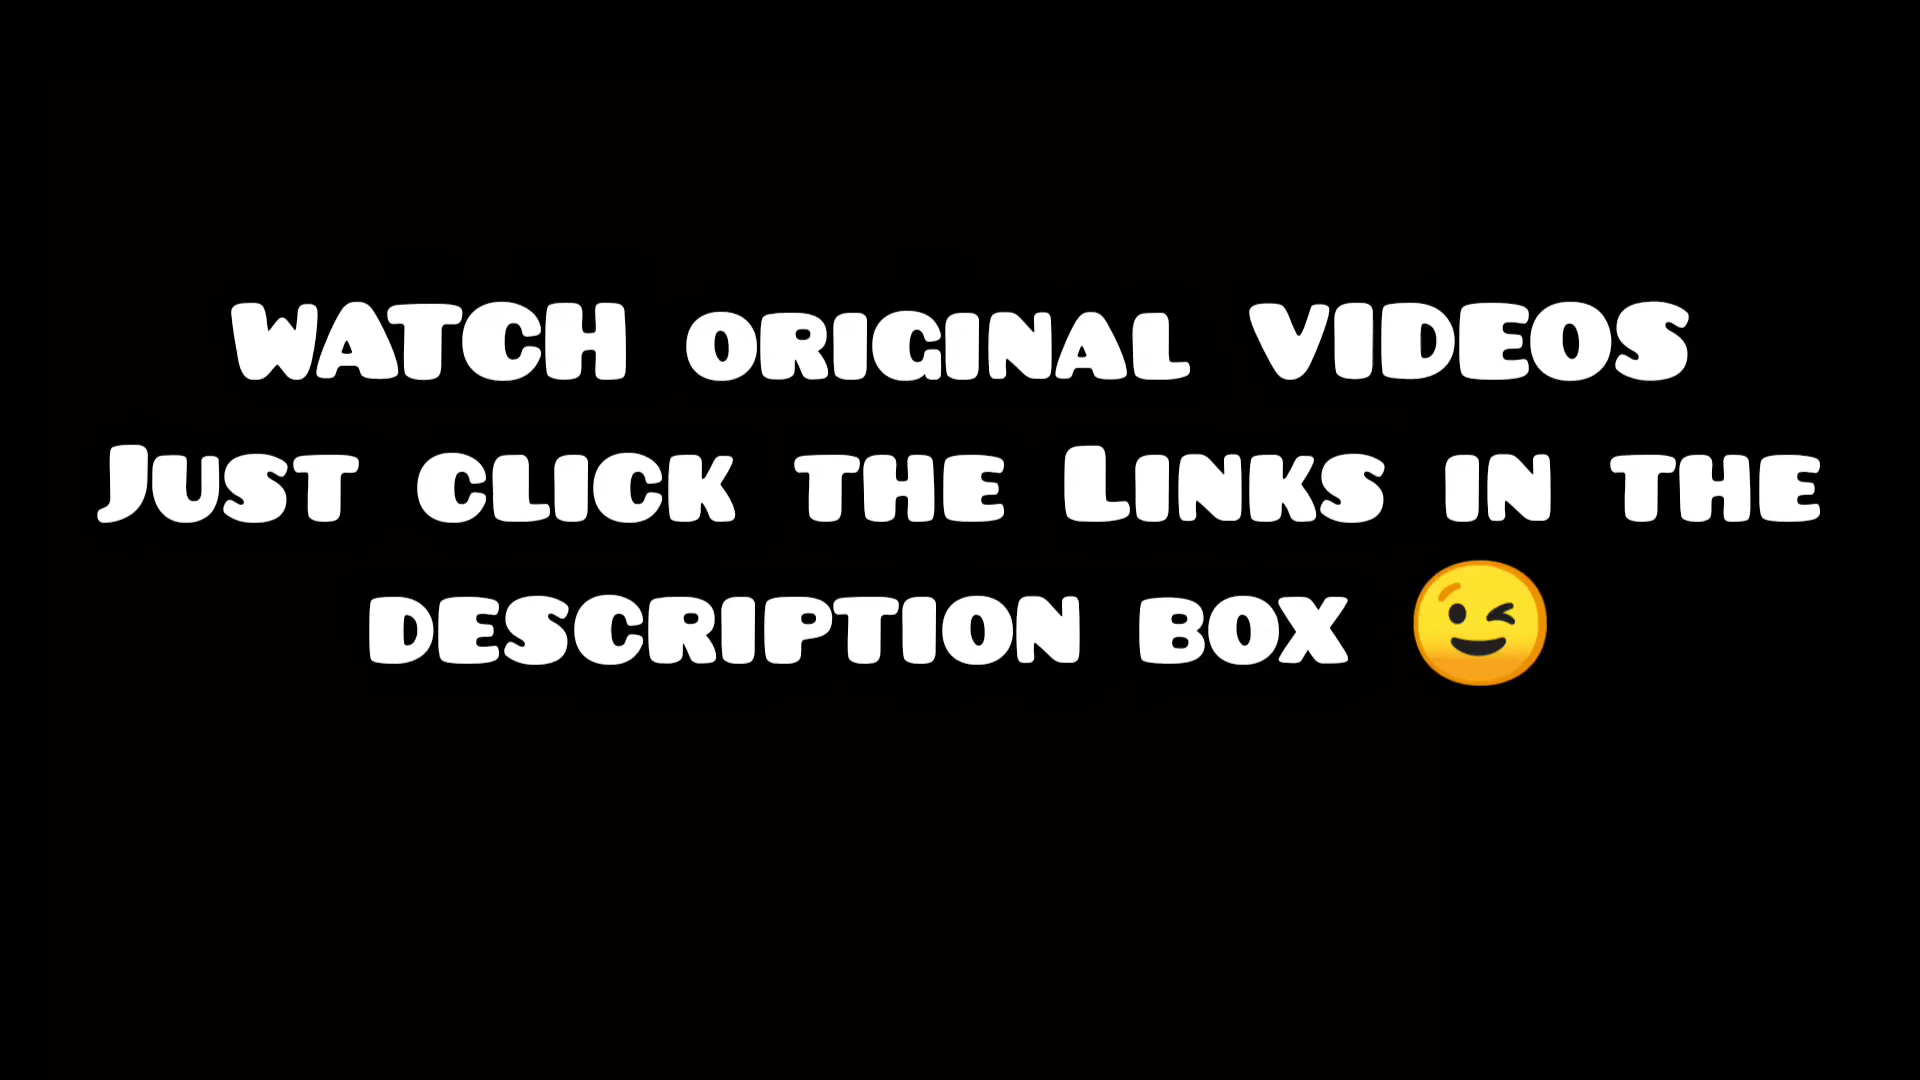 WATCH original VIDEOS
Just click the Links in the
description box 😉